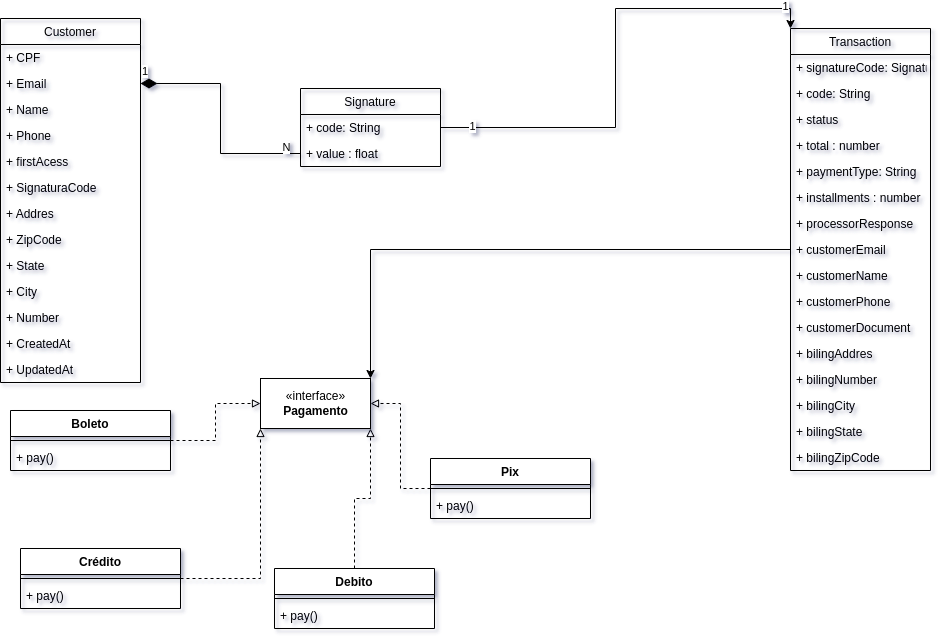 Customer
+ CPF
+ Email
+ Name
+ Phone
+ firstAcess
+ SignaturaCode
+ Addres
+ ZipCode
+ State
+ City
+ Number
+ CreatedAt
+ UpdatedAt
1
N
Signature
+ code: String
+ value : float
1
1
Transaction
+ signatureCode: Signat
+ code: String
+ status
+ total : number
+ paymentType: String
+ installments : number
+ processorResponse
+ customerEmail
+ customerName
+ customerPhone
+ customerDocument
+ bilingAddres
+ bilingNumber
+ bilingCity
+ bilingState
+ bilingZipCode
«interface»
Pagamento
Boleto
+ pay()
Pix
+ pay()
Crédito
+ pay()
Debito
+ pay()